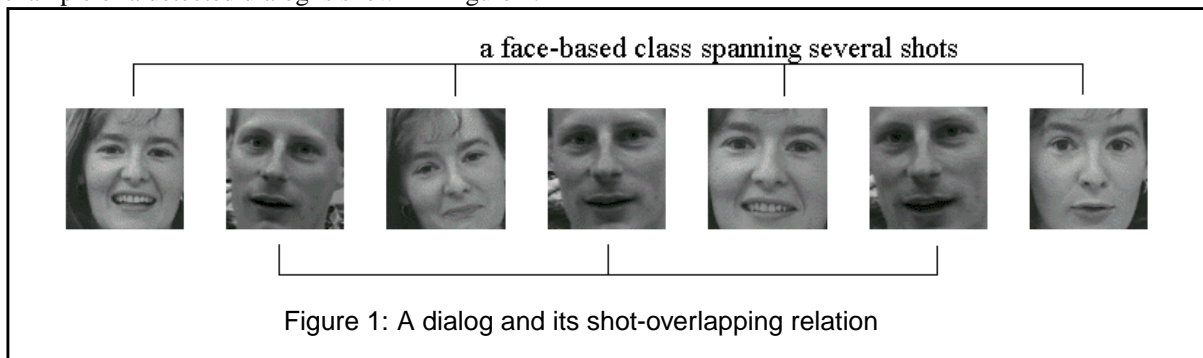 a face-based class spanning several shots
Figure 1: A dialog and its shot-overlapping relation